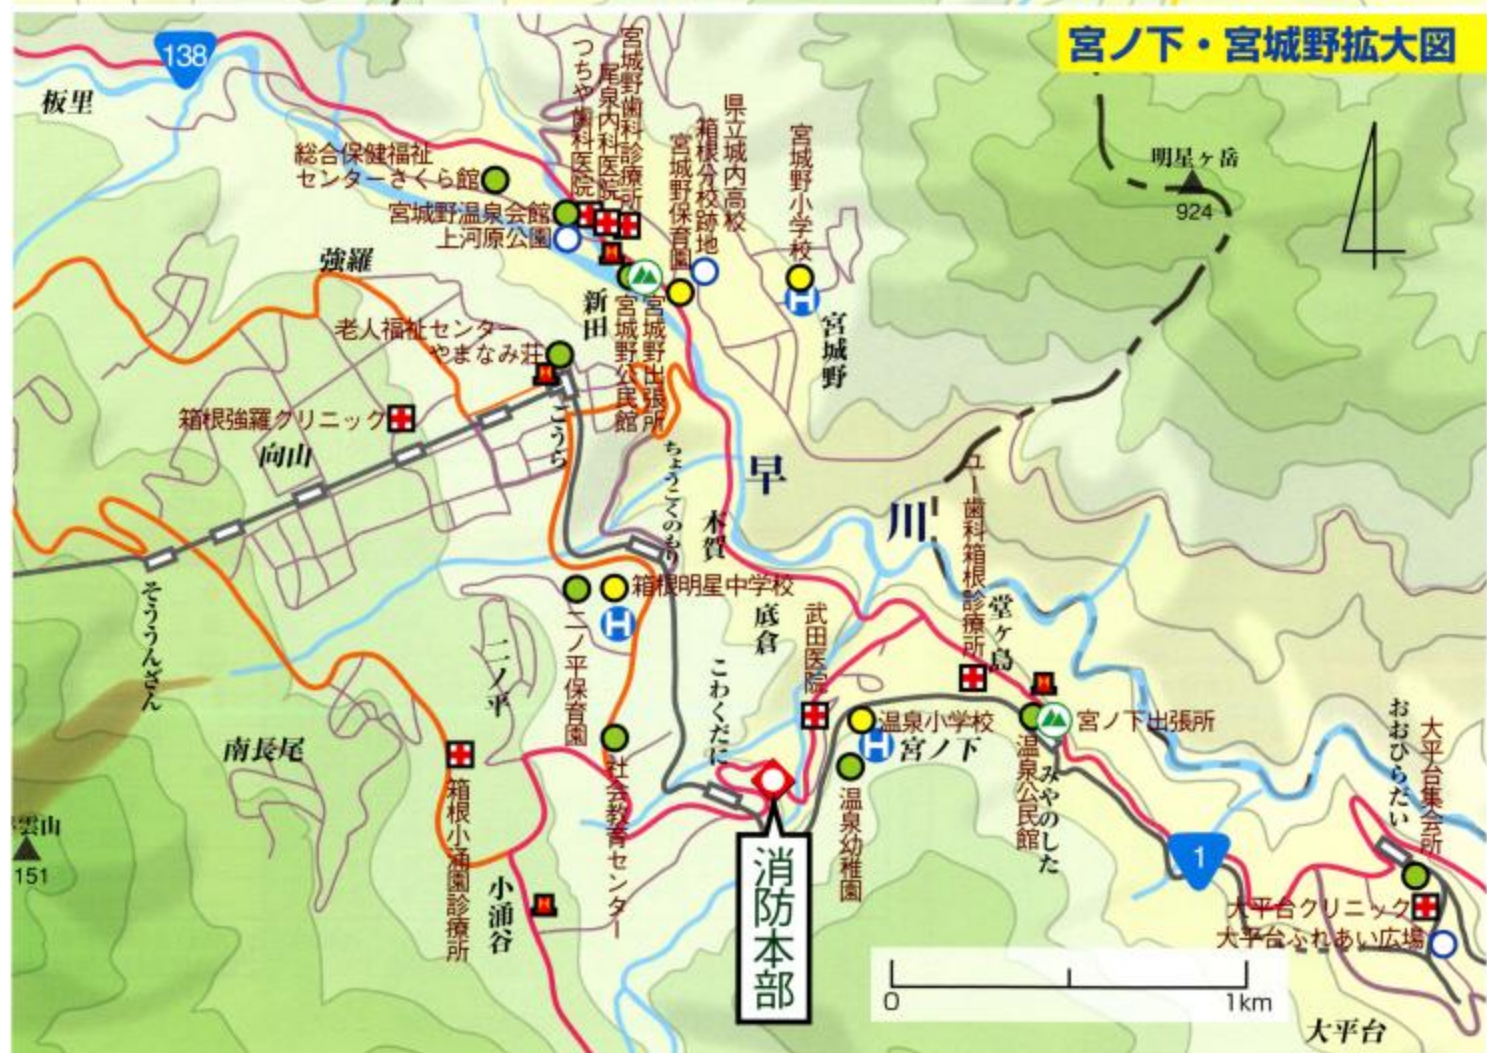 宮ノ下・宮城野拡大図
138
板里
つちや歯科医院
尾泉内科医院
宮城野歯科診療所
宮城野保育園
箱根分校跡地
県立城内高校
宮城野小学校
明星ヶ岳
924
総合保健福祉
センターさくら館
宮城野温泉会館
上河原公園
強羅
新田
宮城野公民館
宮城野出張所
宮城野
H
老人福祉センター
やまなみ荘
箱根強羅クリニック
向山
こうら
ちょうこくのもり
木賀
早
川
ユー歯科箱根診療所
堂ヶ島
そううんざん
箱根明星中学校
H
二ノ平保育園
二ノ平
底倉
武田医院
こわくだに
温泉小学校
H
宮ノ下
温泉幼稚園
宮ノ下出張所
温泉公民館
みやのした
おおひらだい
大平台集会所
南長尾
箱根小涌園診療所
社会教育センター
雲山
151
小涌谷
消防本部
1
大平台クリニック
大平台ふれあい広場
0
1km
大平台